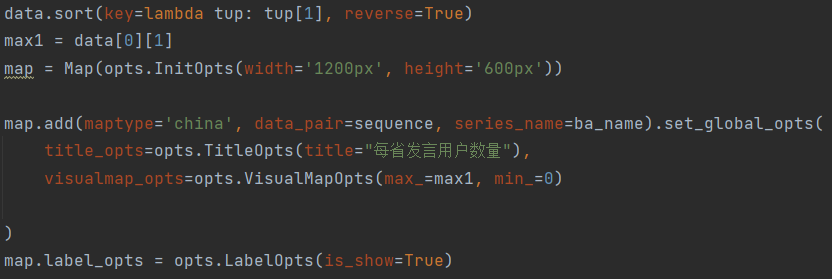 data.sort(key=lambda tup: tup[1], reverse=True)
max1 = data[0][1]
map = Map(opts.InitOpts(width='1200px', height='600px'))
map.add(maptype='china', data_pair=sequence, series_name=ba_name).set_global_opts(
title_opts=opts.TitleOpts(title="每省发言用户数量"),
visualmap_opts=opts.VisualMapOpts(max_=max1, min_=0)
)
map.label_opts = opts.LabelOpts(is_show=True)